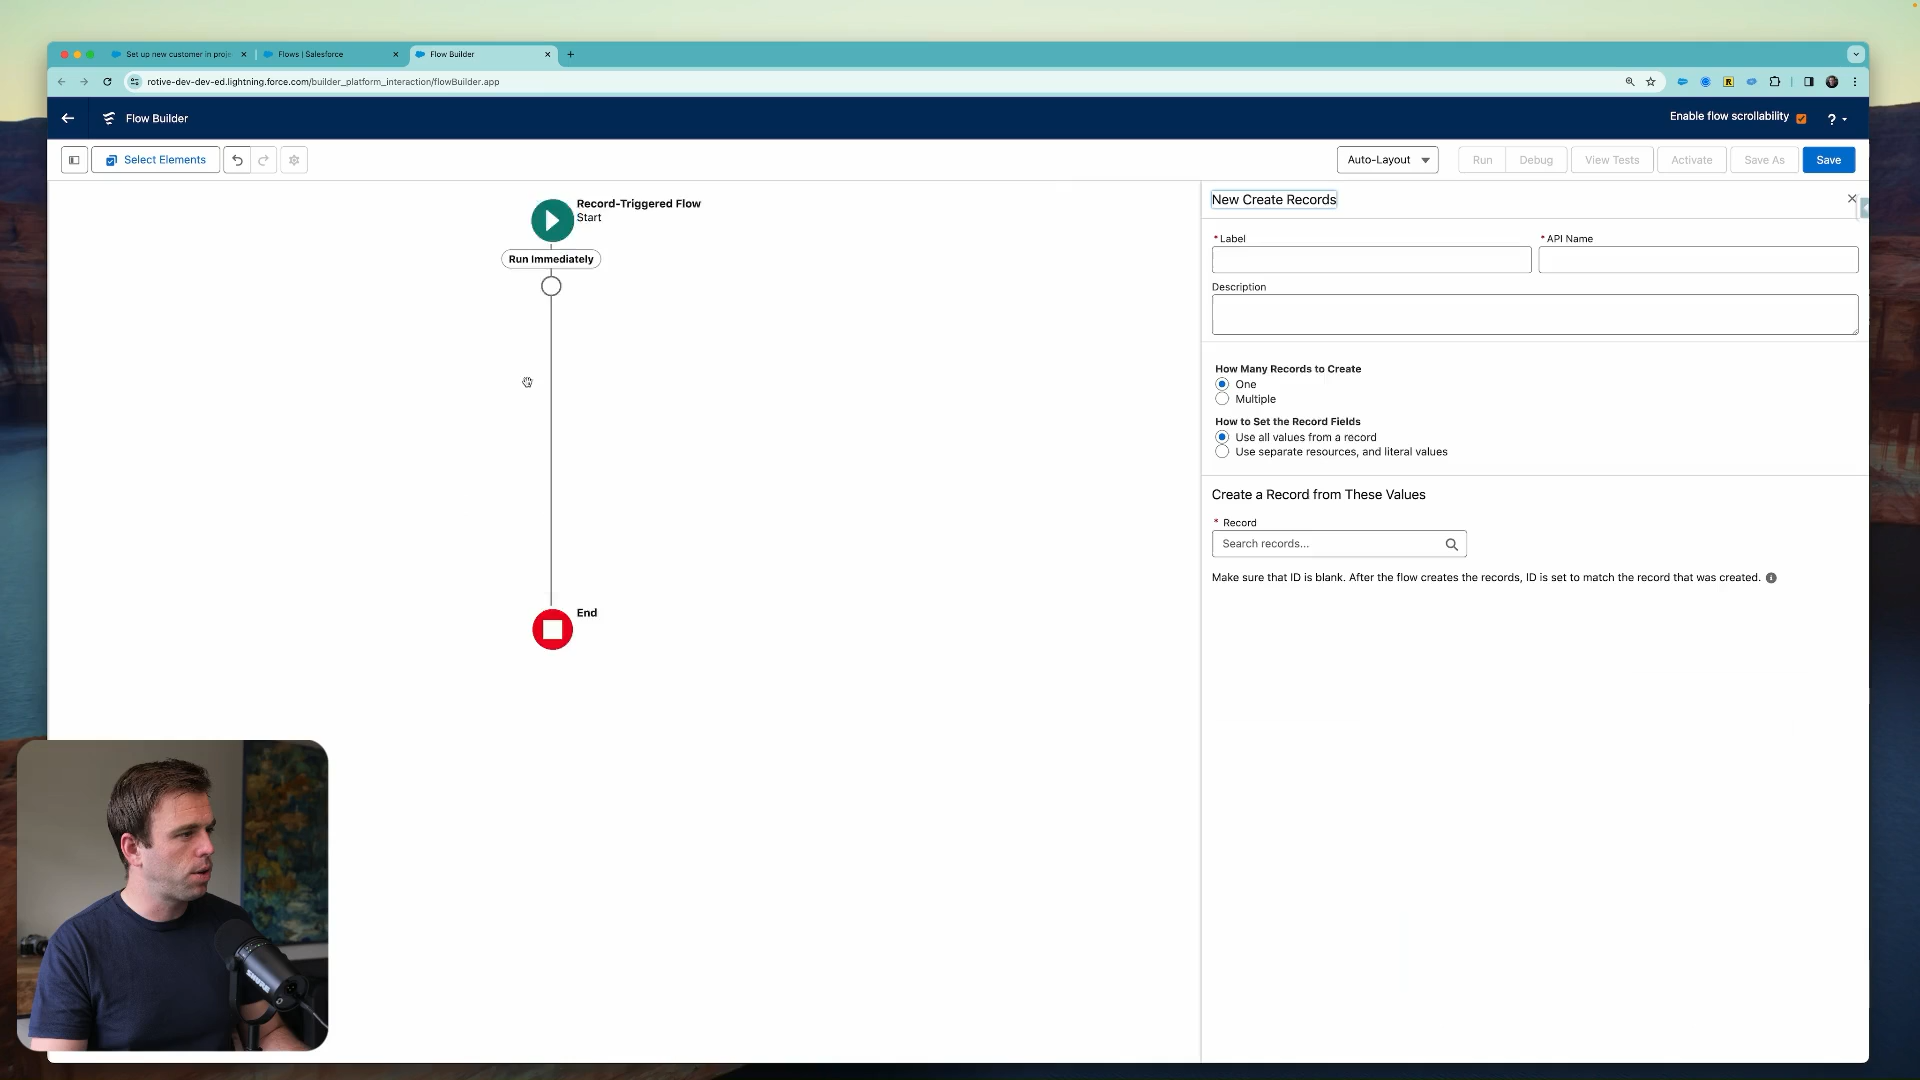 Set up new customer in proje
Flows | Salesforce
Flow Builder
rotive-dev-dev-ed.lightning.force.com/builder_platform_interaction/flowBuilder.app
Flow Builder
Enable flow scrollability
?
Select Elements
Auto-Layout
Run
Debug
View Tests
Activate
Save As
Save
Record-Triggered Flow
Start
Run Immediately
End
New Create Records
* Label
* API Name
Description
How Many Records to Create
One
Multiple
How to Set the Record Fields
Use all values from a record
Use separate resources, and literal values
Create a Record from These Values
* Record
Search records...
Make sure that ID is blank. After the flow creates the records, ID is set to match the record that was created.
SHURE